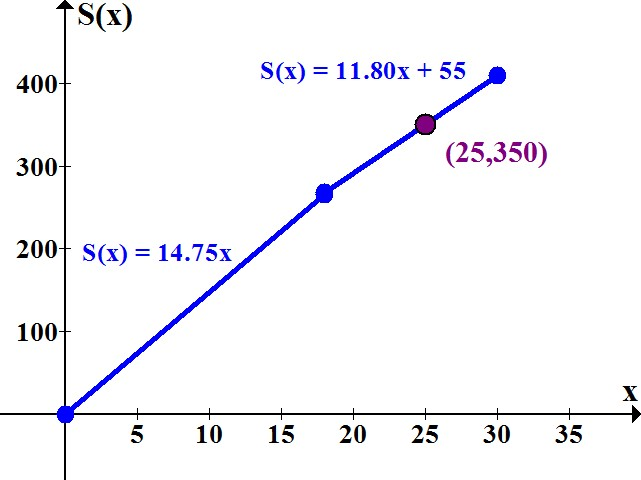 S(x)
S(x) = 11.80x + 55
400
(25,350)
300
S(x) = 14.75x
200
100
x
5 10 15 20 25 30 35